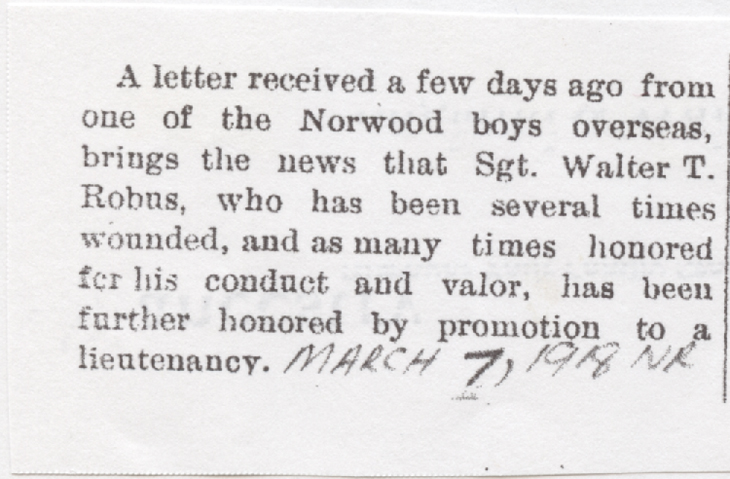 A letter received a few days ago from
one of the Norwood boys overseas,
brings the news that Sgt. Walter T.
Robus, who has been several times
wounded, and as many times honored
for his conduct and valor, has been
further honored by promotion to a
lieutenancy. MARCH 7, 1918 NR